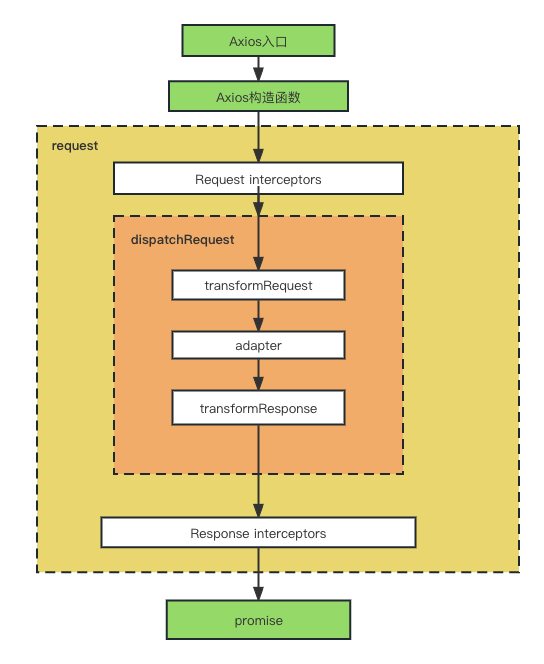 Axios入口
Axios构造函数
request
Request interceptors
dispatchRequest
transformRequest
adapter
transformResponse
Response interceptors
promise